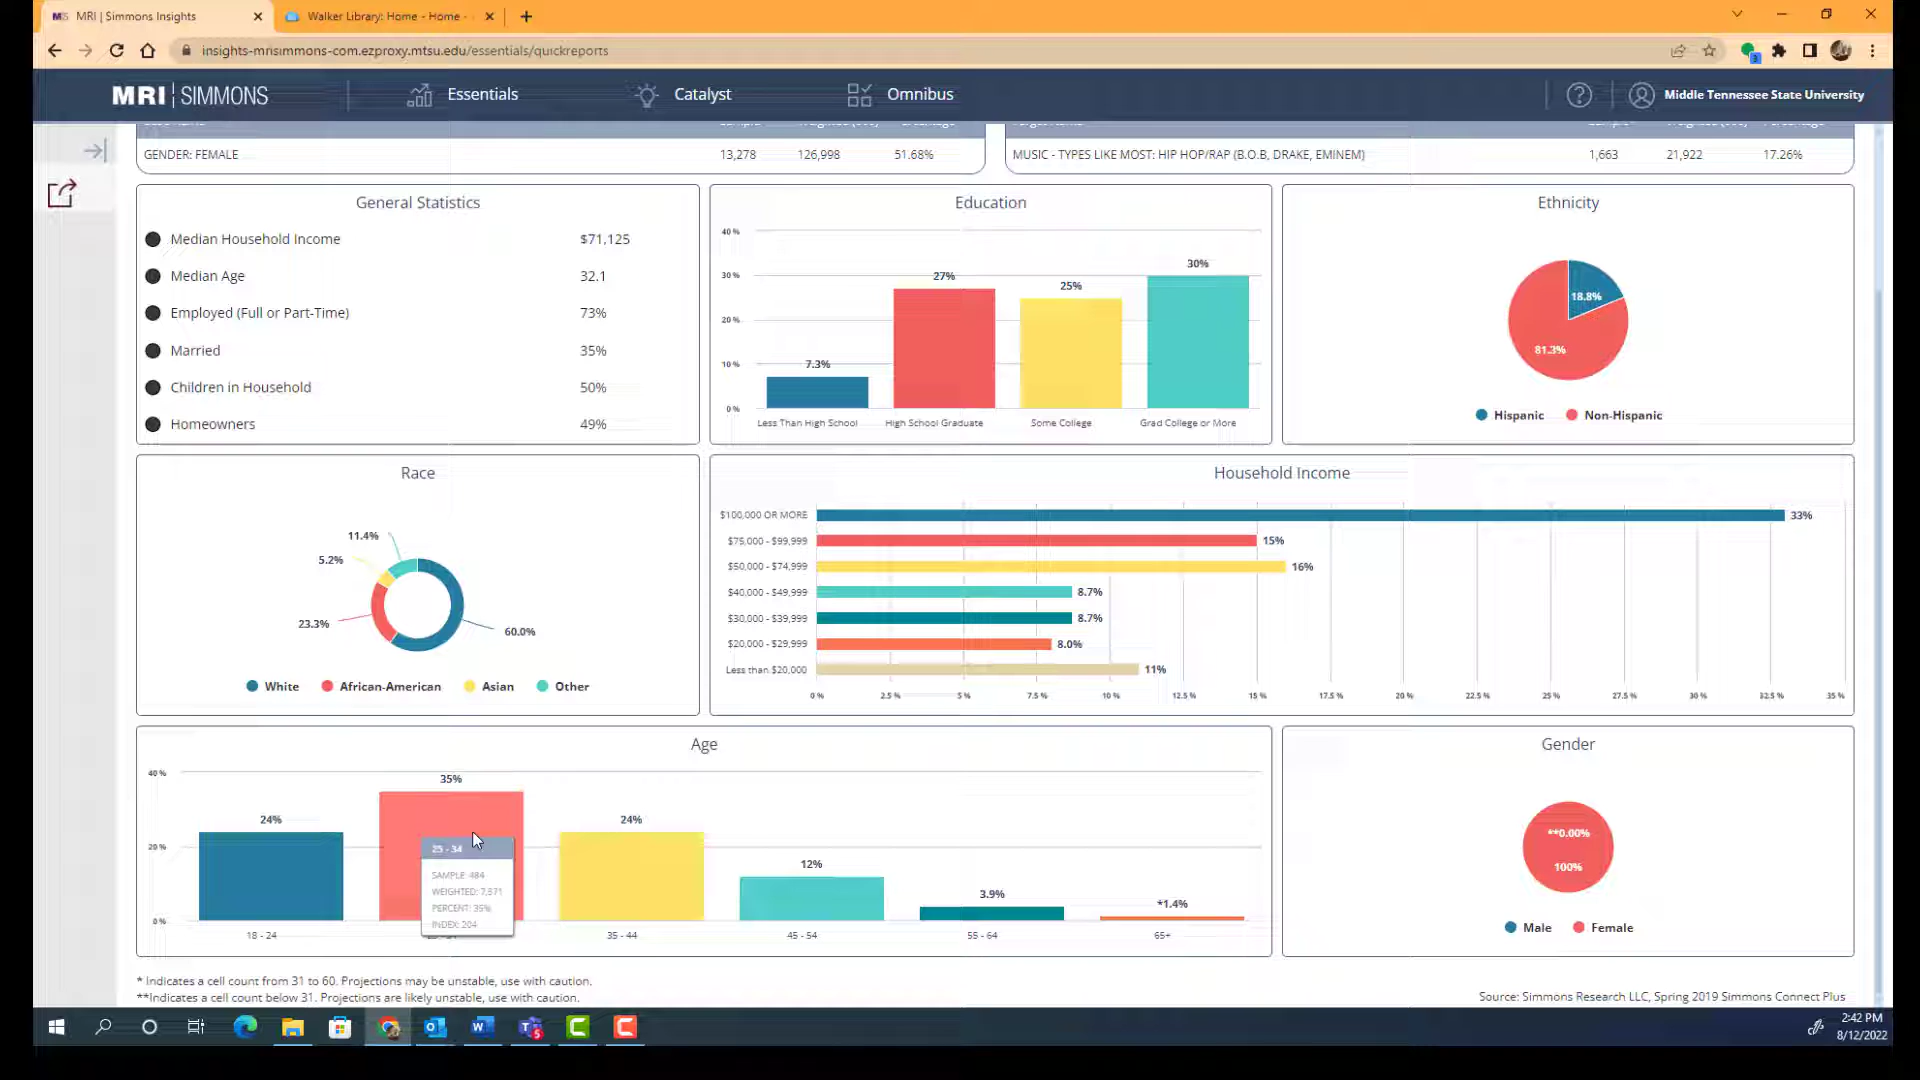 MRI | Simmons Insights
Walker Library: Home - Home -
insights-mrisimmons-com.ezproxy.mtsu.edu/essentials/quickreports
MRI | SIMMONS
Essentials
Catalyst
Omnibus
Middle Tennessee State University
GENDER: FEMALE 13,278 126,998 51.68%
MUSIC - TYPES LIKE MOST: HIP HOP/RAP (B.O.B, DRAKE, EMINEM) 1,663 21,922 17.26%
General Statistics
Median Household Income $71,125
Median Age 32.1
Employed (Full or Part-Time) 73%
Married 35%
Children in Household 50%
Homeowners 49%
Education
40 %
30 %
20 %
10 %
0 %
7.3%
27%
25%
30%
Less Than High School
High School Graduate
Some College
Grad College or More
Ethnicity
18.8%
81.3%
Hispanic
Non-Hispanic
Race
11.4%
5.2%
23.3%
60.0%
White
African-American
Asian
Other
Household Income
$100,000 OR MORE 33%
$75,000 - $99,999 15%
$50,000 - $74,999 16%
$40,000 - $49,999 8.7%
$30,000 - $39,999 8.7%
$20,000 - $29,999 8.0%
Less than $20,000 11%
0 % 2.5 % 5 % 7.5 % 10 % 12.5 % 15 % 17.5 % 20 % 22.5 % 25 % 27.5 % 30 % 32.5 % 35 %
Age
40 %
20 %
0 %
24%
35%
24%
12%
3.9%
*1.4%
25 - 34
SAMPLE: 484
WEIGHTED: 7,571
PERCENT: 35%
INDEX: 204
18 - 24
35 - 44
45 - 54
55 - 64
65+
Gender
**0.00%
100%
Male
Female
* Indicates a cell count from 31 to 60. Projections may be unstable, use with caution.
**Indicates a cell count below 31. Projections are likely unstable, use with caution.
Source: Simmons Research LLC, Spring 2019 Simmons Connect Plus
2:42 PM
8/12/2022